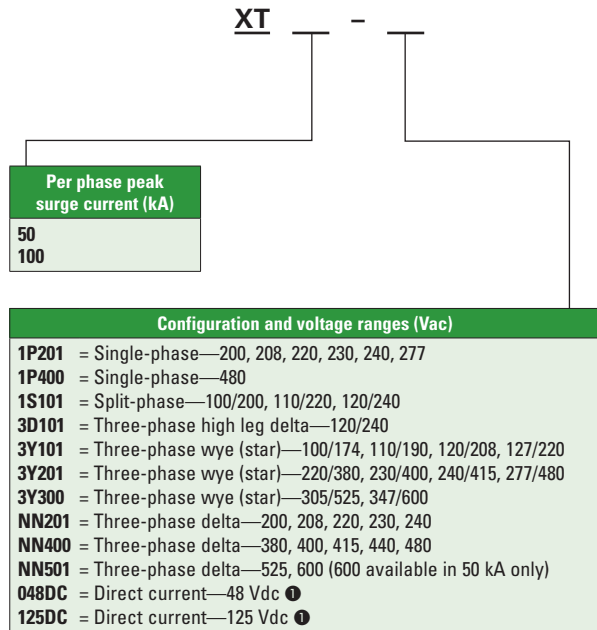 XT __ – __
Per phase peak
surge current (kA)
50
100
Configuration and voltage ranges (Vac)
1P201 = Single-phase—200, 208, 220, 230, 240, 277
1P400 = Single-phase—480
1S101 = Split-phase—100/200, 110/220, 120/240
3D101 = Three-phase high leg delta—120/240
3Y101 = Three-phase wye (star)—100/174, 110/190, 120/208, 127/220
3Y201 = Three-phase wye (star)—220/380, 230/400, 240/415, 277/480
3Y300 = Three-phase wye (star)—305/525, 347/600
NN201 = Three-phase delta—200, 208, 220, 230, 240
NN400 = Three-phase delta—380, 400, 415, 440, 480
NN501 = Three-phase delta—525, 600 (600 available in 50 kA only)
048DC = Direct current—48 Vdc ❶
125DC = Direct current—125 Vdc ❶